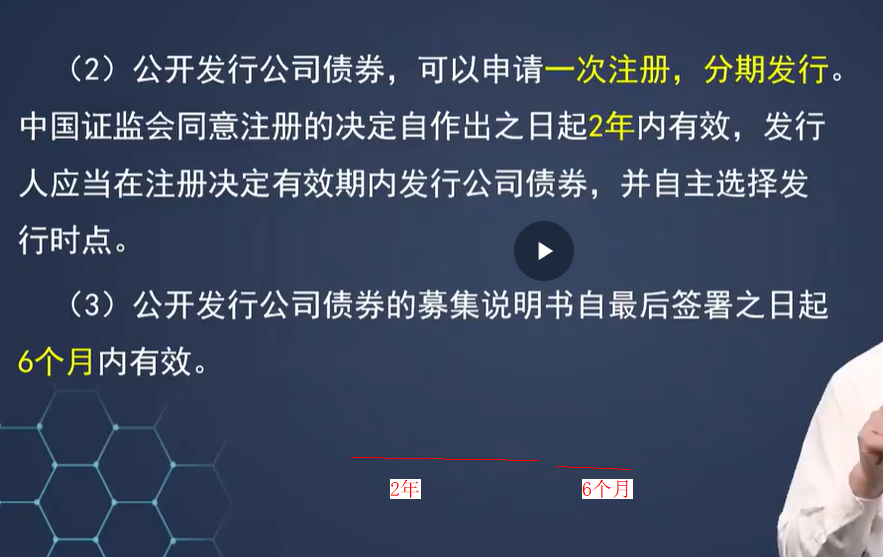 （2）公开发行公司债券，可以申请一次注册，分期发行。
中国证监会同意注册的决定自作出之日起2年内有效，发行
人应当在注册决定有效期内发行公司债券，并自主选择发
行时点。
（3）公开发行公司债券的募集说明书自最后签署之日起
6个月内有效。
2年
6个月